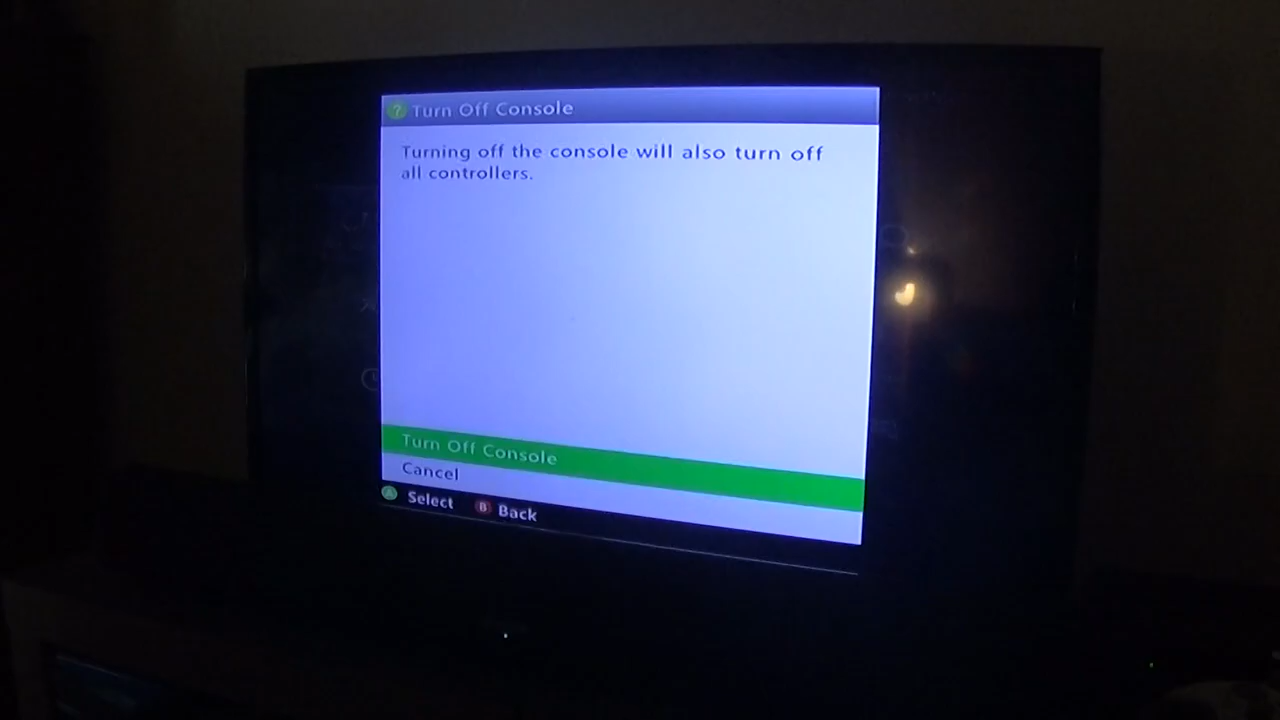 ? Turn Off Console
Turning off the console will also turn off
all controllers.
Turn Off Console
Cancel
A Select B Back